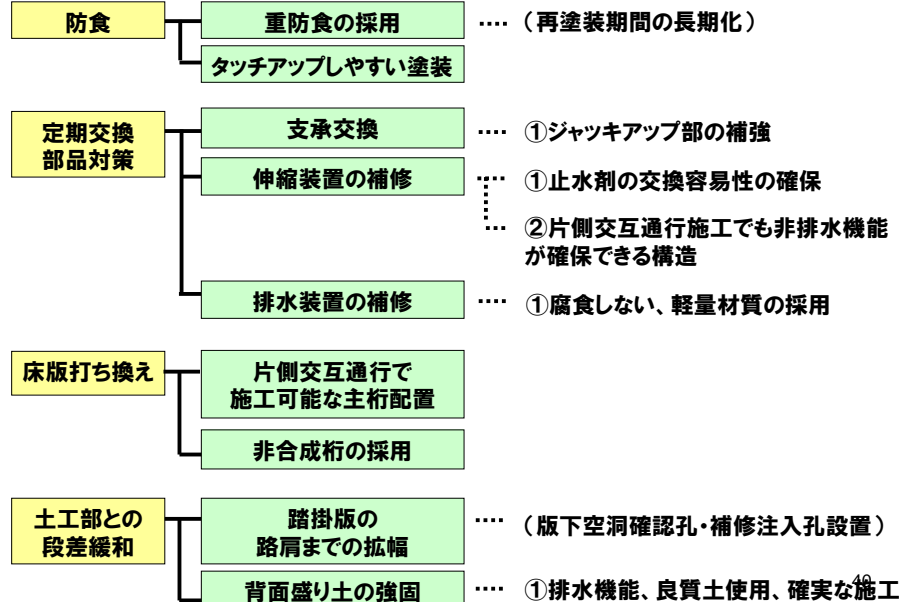 防食
重防食の採用
（再塗装期間の長期化）
タッチアップしやすい塗装
定期交換
部品対策
支承交換
①ジャッキアップ部の補強
伸縮装置の補修
①止水剤の交換容易性の確保
②片側交互通行施工でも非排水機能
が確保できる構造
排水装置の補修
①腐食しない、軽量材質の採用
床版打ち換え
片側交互通行で
施工可能な主桁配置
非合成桁の採用
土工部との
段差緩和
踏掛版の
路肩までの拡幅
（版下空洞確認孔・補修注入孔設置）
背面盛り土の強固
①排水機能、良質土使用、確実な施工
40